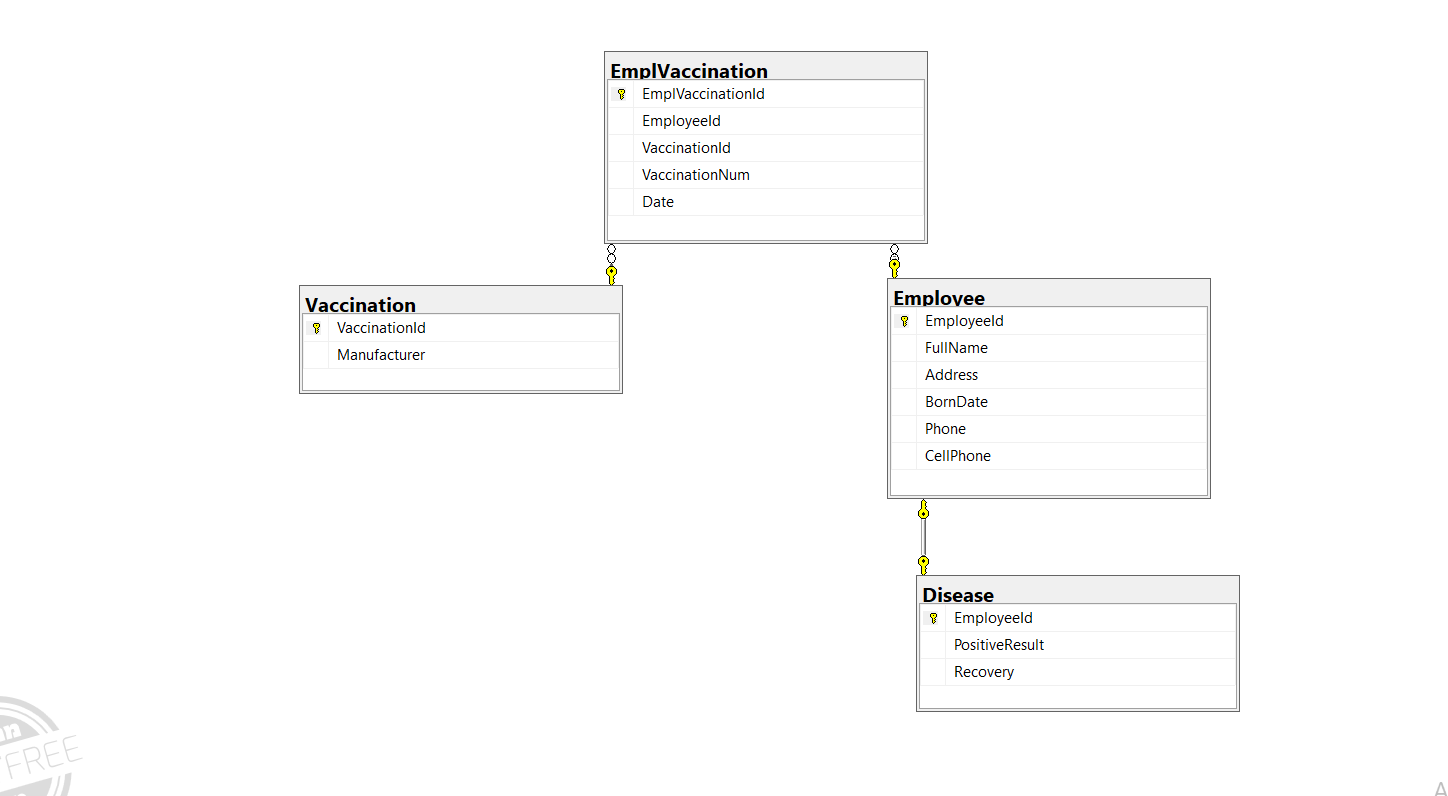 EmplVaccination
EmplVaccinationId
EmployeeId
VaccinationId
VaccinationNum
Date
Vaccination
VaccinationId
Manufacturer
Employee
EmployeeId
FullName
Address
BornDate
Phone
CellPhone
Disease
EmployeeId
PositiveResult
Recovery
FREE
A